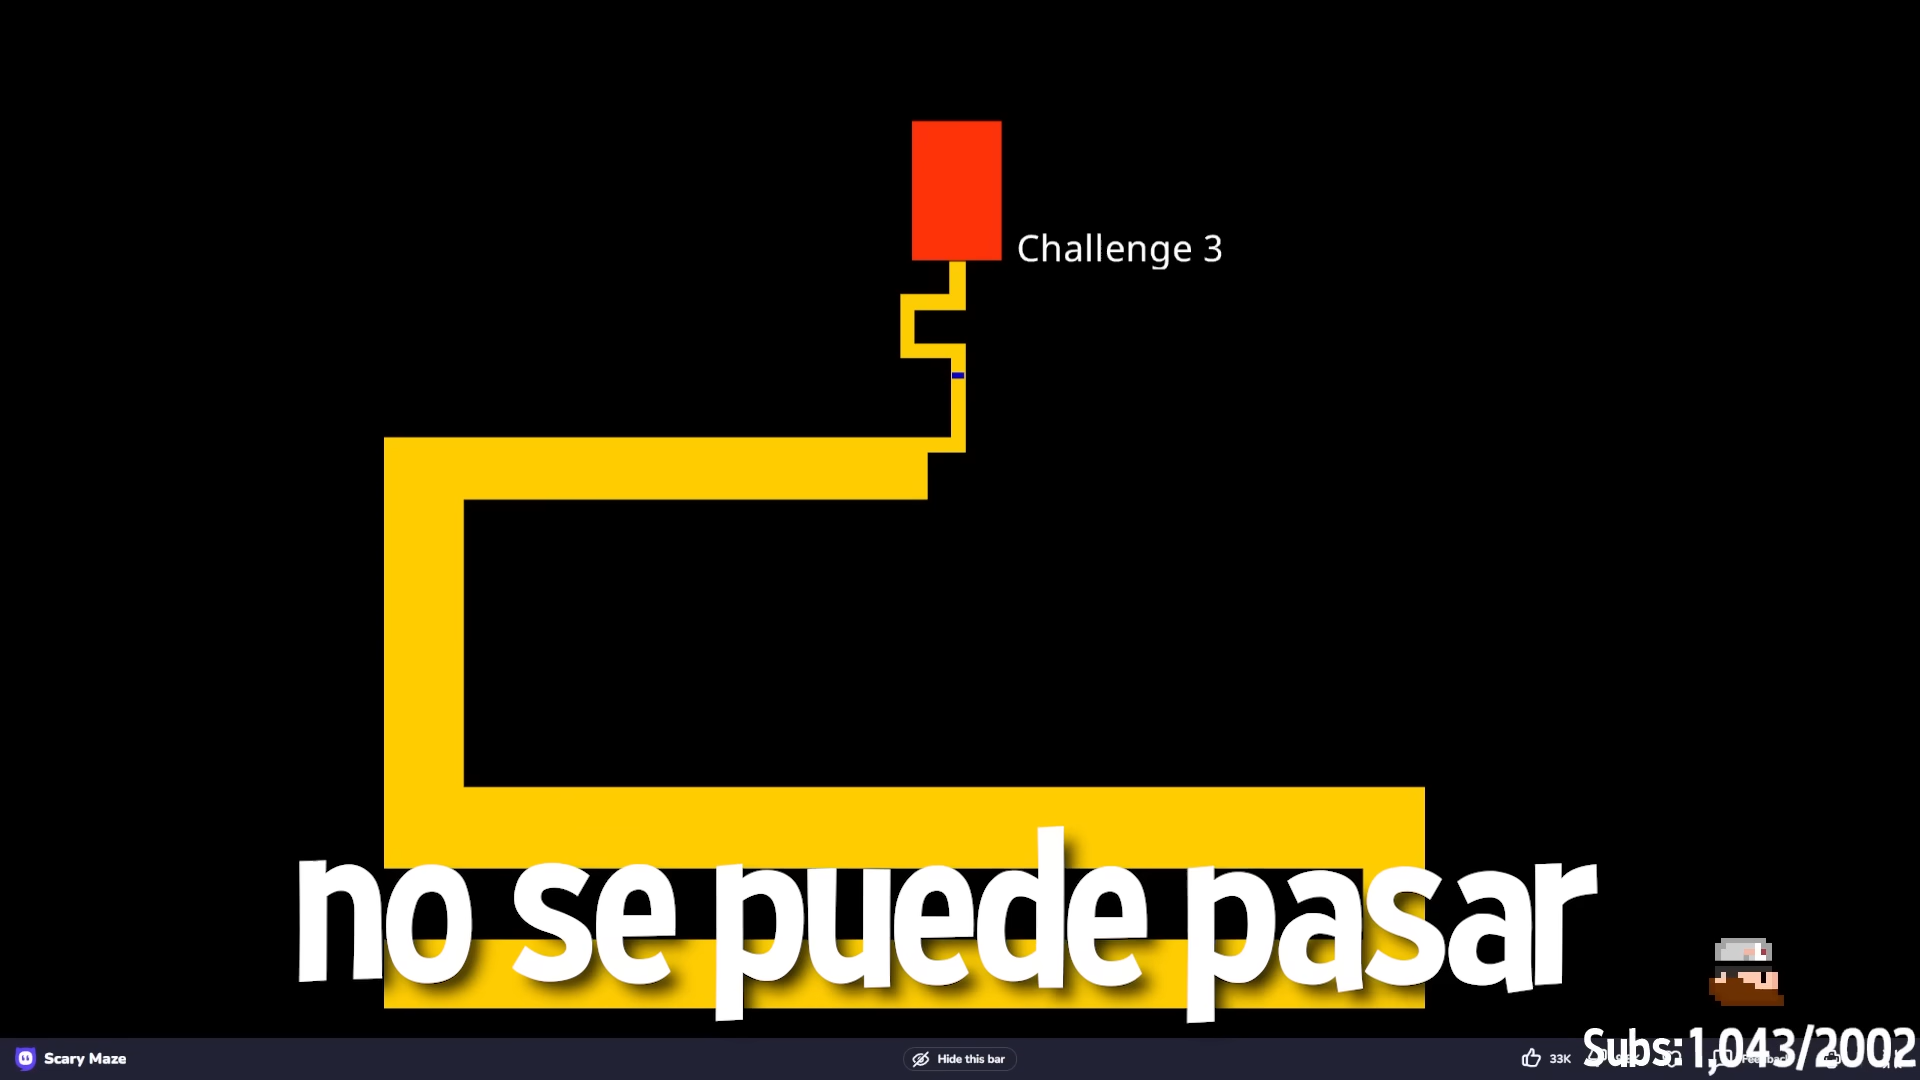 Challenge 3
no se puede pasar
Scary Maze
Hide this bar
33K
Subs:1,043/2002